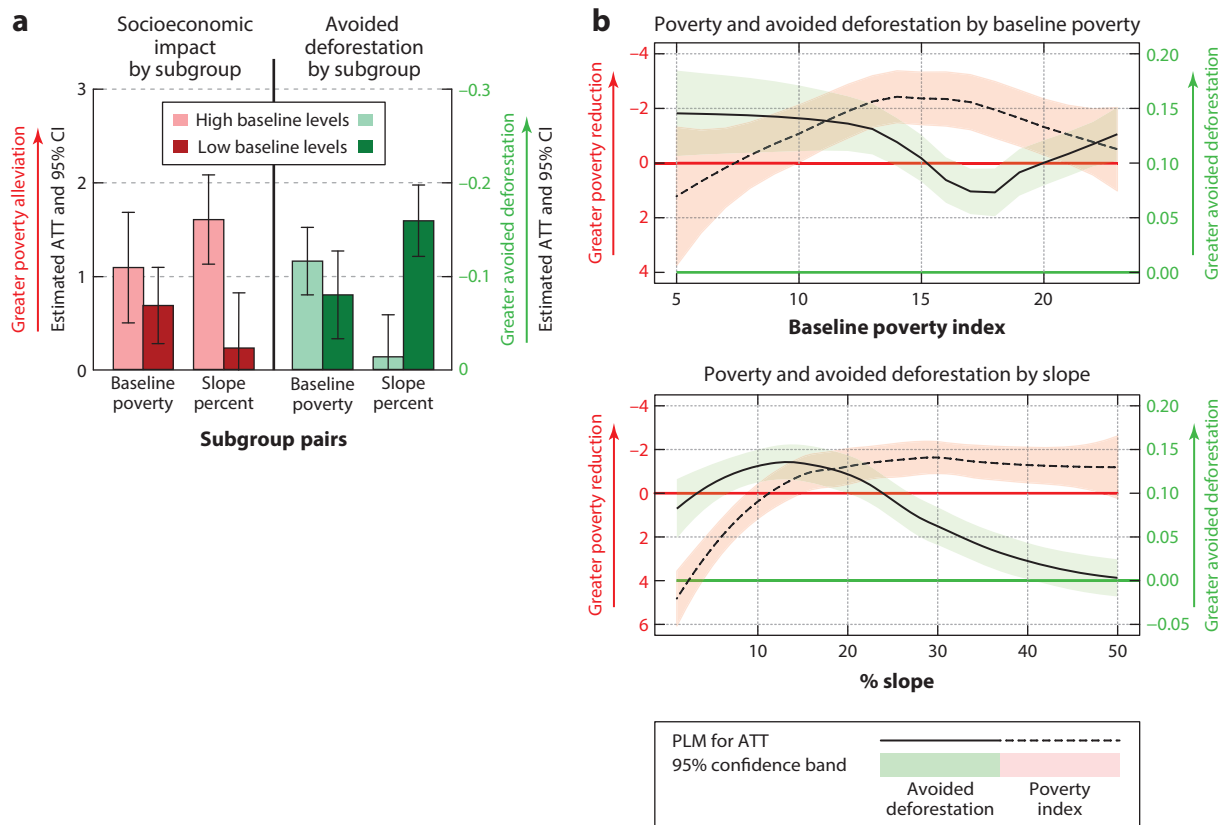 a
Socioeconomic
impact
by subgroup
Avoided
deforestation
by subgroup
Greater poverty alleviation
Estimated ATT and 95% CI
3
2
1
0
High baseline levels
Low baseline levels
−0.3
−0.2
−0.1
0
Greater avoided deforestation
Estimated ATT and 95% CI
Baseline
poverty
Slope
percent
Baseline
poverty
Slope
percent
Subgroup pairs
b
Poverty and avoided deforestation by baseline poverty
Greater poverty reduction
−4
−2
0
2
4
0.20
0.15
0.10
0.05
0.00
Greater avoided deforestation
5
10
15
20
Baseline poverty index
Poverty and avoided deforestation by slope
Greater poverty reduction
−4
−2
0
2
4
6
0.20
0.15
0.10
0.05
0.00
−0.05
Greater avoided deforestation
10
20
30
40
50
% slope
PLM for ATT
95% confidence band
Avoided
deforestation
Poverty
index